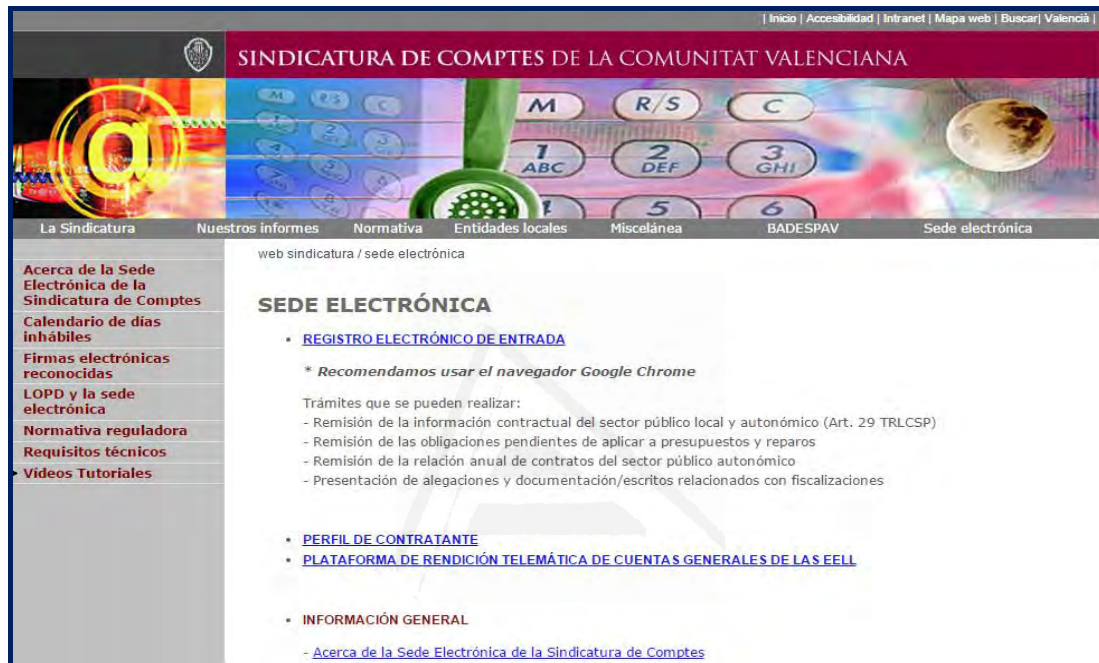 | Inicio | Accesibilidad | Intranet | Mapa web | Buscar| Valencià |
SINDICATURA DE COMPTES DE LA COMUNITAT VALENCIANA
M R/S C
1 ABC 2 DEF 3 GHI
5 6
La Sindicatura Nuestros informes Normativa Entidades locales Miscelánea BADESPAV Sede electrónica
web sindicatura / sede electrónica
Acerca de la Sede
Electrónica de la
Sindicatura de Comptes
Calendario de días
inhábiles
Firmas electrónicas
reconocidas
LOPD y la sede
electrónica
Normativa reguladora
Requisitos técnicos
Vídeos Tutoriales
SEDE ELECTRÓNICA
• REGISTRO ELECTRÓNICO DE ENTRADA
* Recomendamos usar el navegador Google Chrome
Trámites que se pueden realizar:
- Remisión de la información contractual del sector público local y autonómico (Art. 29 TRLCSP)
- Remisión de las obligaciones pendientes de aplicar a presupuestos y reparos
- Remisión de la relación anual de contratos del sector público autonómico
- Presentación de alegaciones y documentación/escritos relacionados con fiscalizaciones
• PERFIL DE CONTRATANTE
• PLATAFORMA DE RENDICIÓN TELEMÁTICA DE CUENTAS GENERALES DE LAS EELL
• INFORMACIÓN GENERAL
- Acerca de la Sede Electrónica de la Sindicatura de Comptes